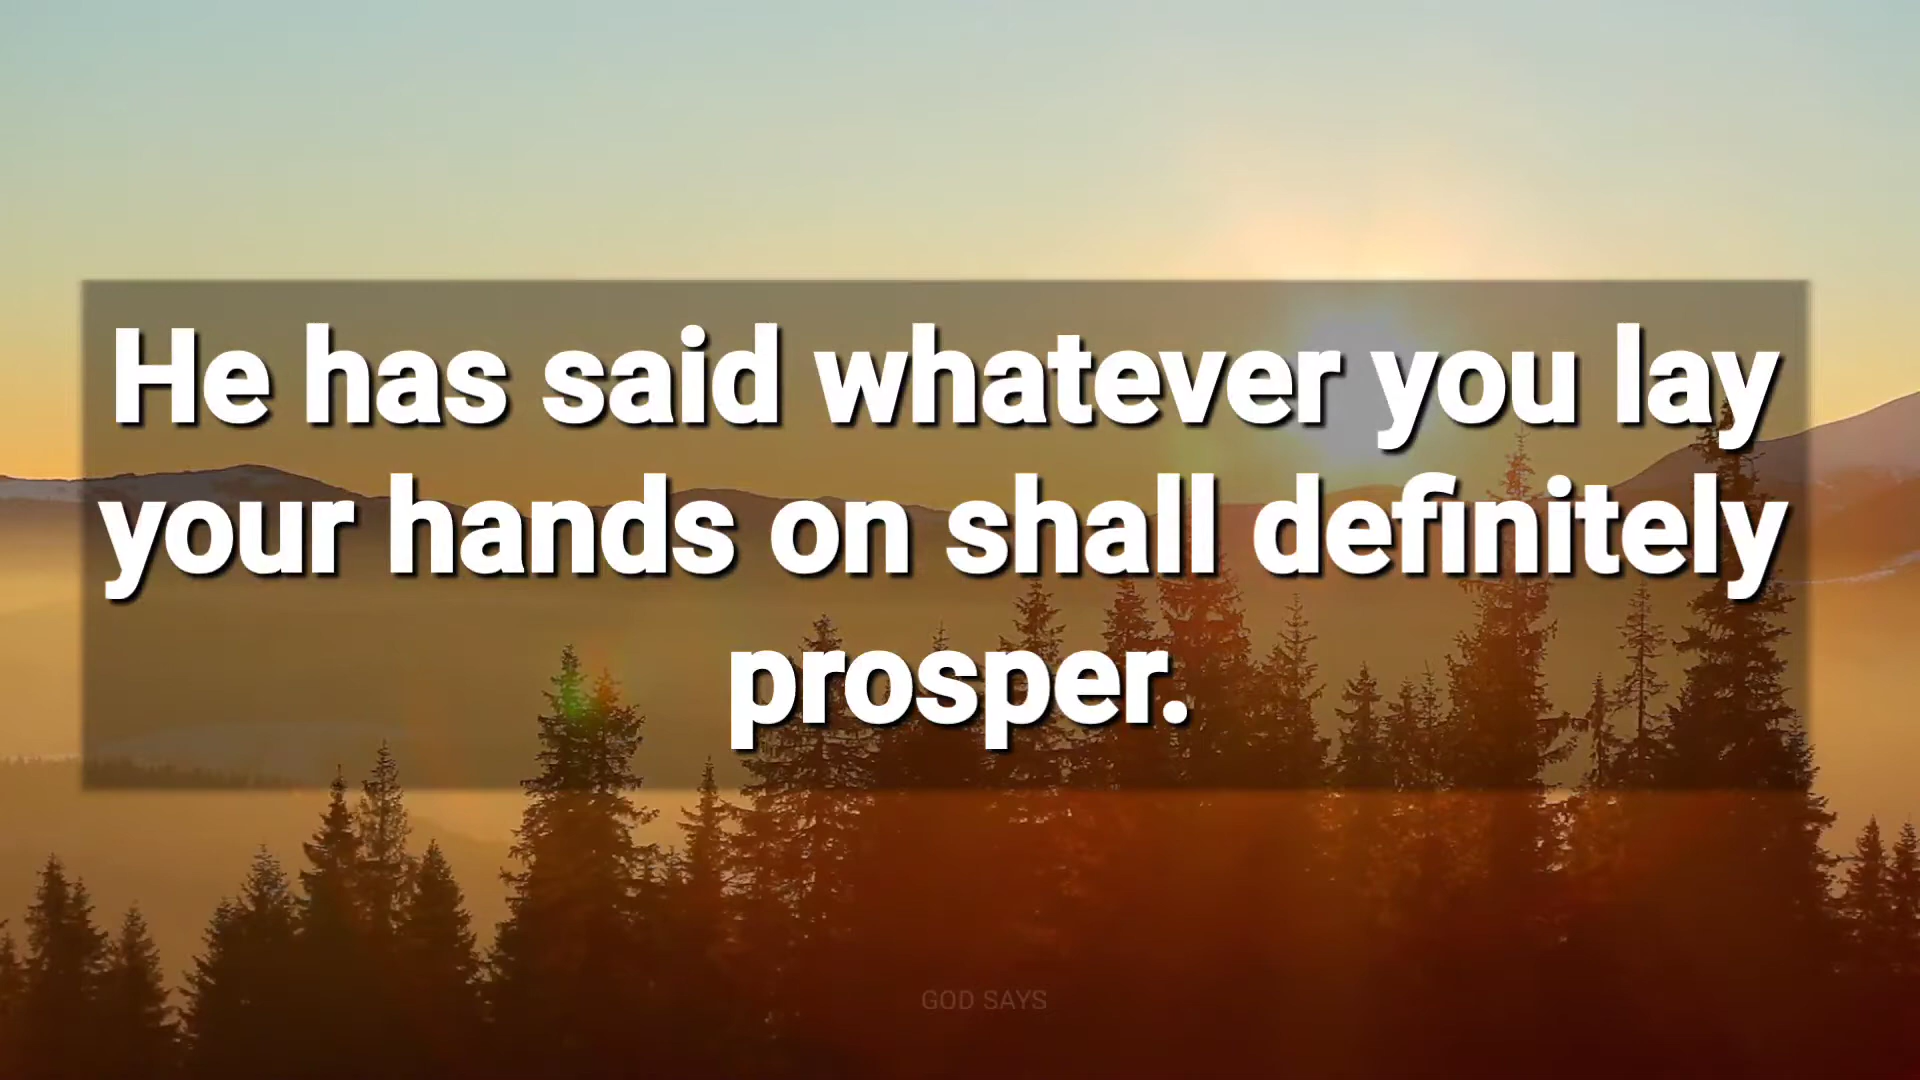 He has said whatever you lay
your hands on shall definitely
prosper.
GOD SAYS